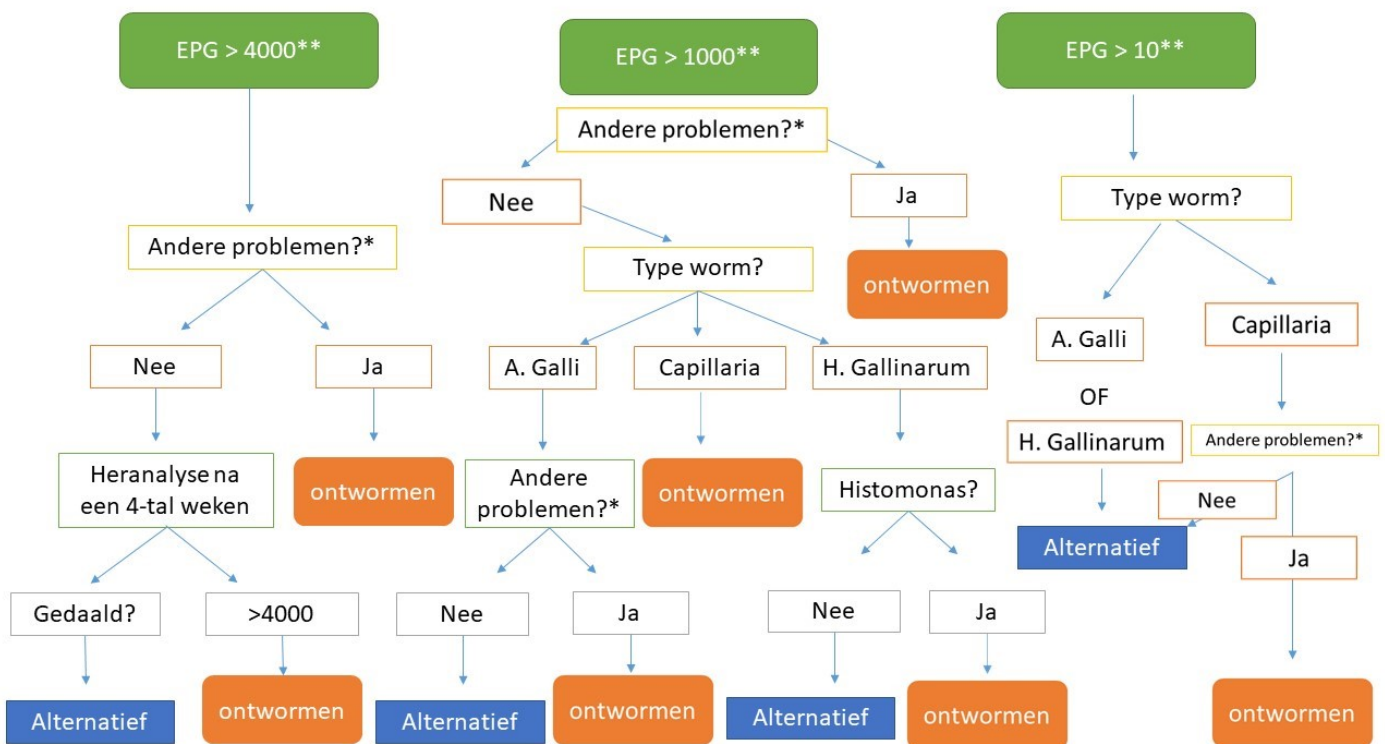 EPG > 4000**
Andere problemen?*
Nee
Ja
Heranalyse na
een 4-tal weken
ontwormen
Gedaald?
>4000
Alternatief
ontwormen
EPG > 1000**
Andere problemen?*
Nee
Ja
ontwormen
Type worm?
A. Galli
Capillaria
H. Gallinarum
Andere
problemen?*
ontwormen
Histomonas?
Nee
Ja
Nee
Ja
Alternatief
ontwormen
Alternatief
ontwormen
EPG > 10**
Type worm?
A. Galli
OF
H. Gallinarum
Capillaria
Andere problemen?*
Nee
Alternatief
Ja
ontwormen